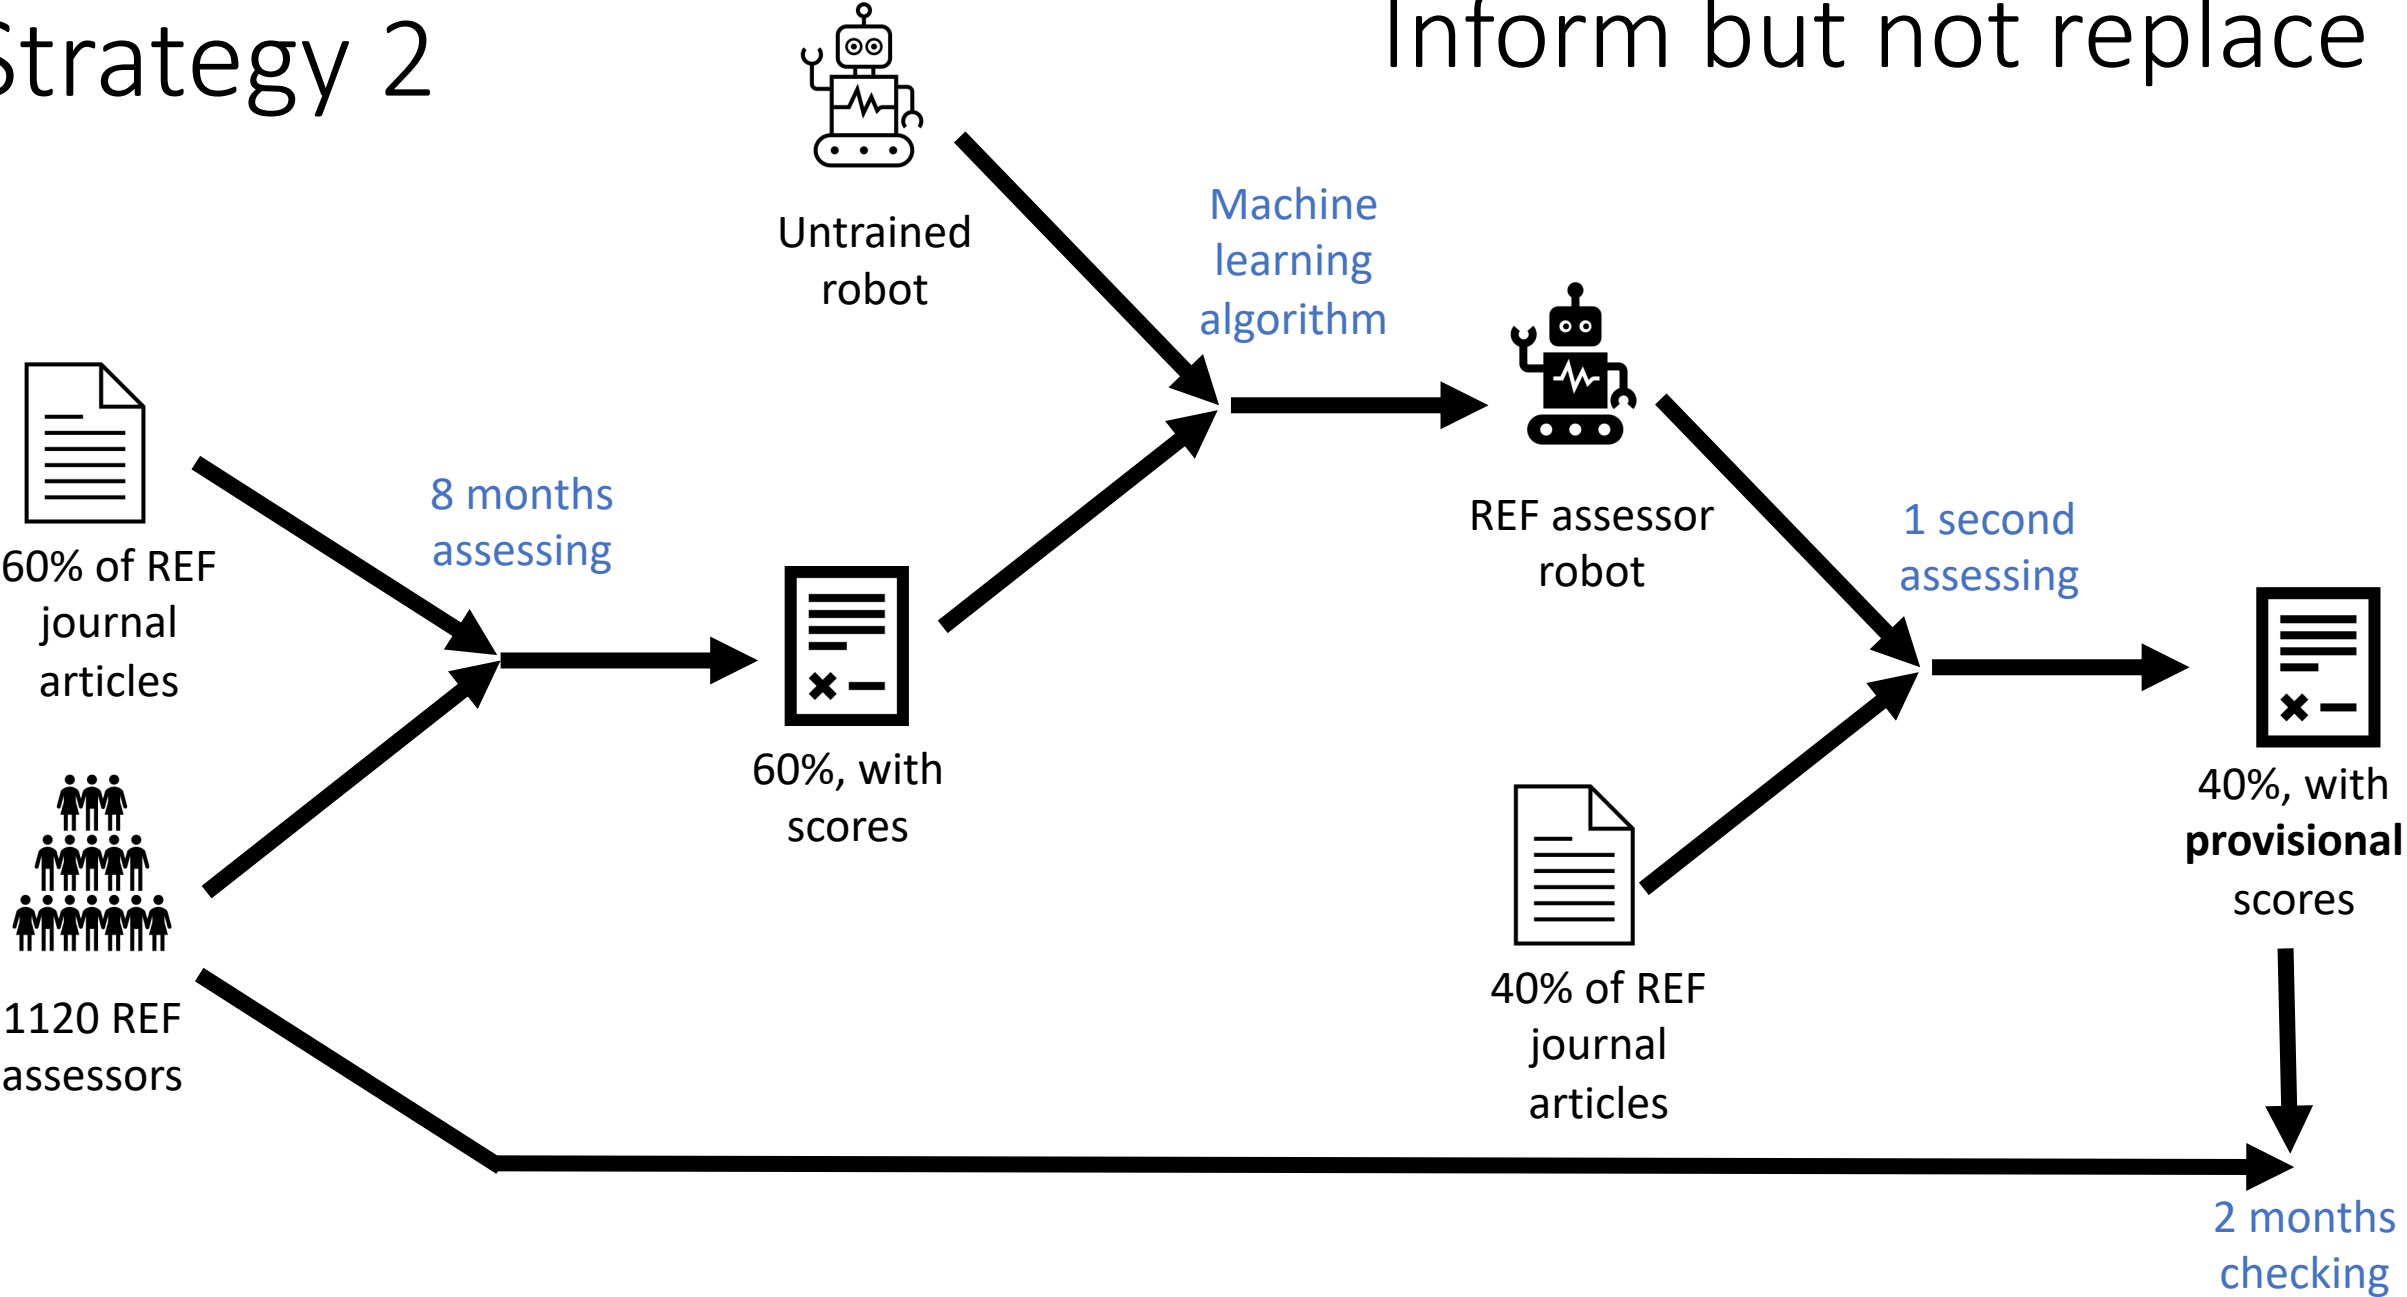 Strategy 2
Inform but not replace
Untrained
robot
Machine
learning
algorithm
60% of REF
journal
articles
8 months
assessing
REF assessor
robot
1 second
assessing
60%, with
scores
40%, with
provisional
scores
1120 REF
assessors
40% of REF
journal
articles
2 months
checking